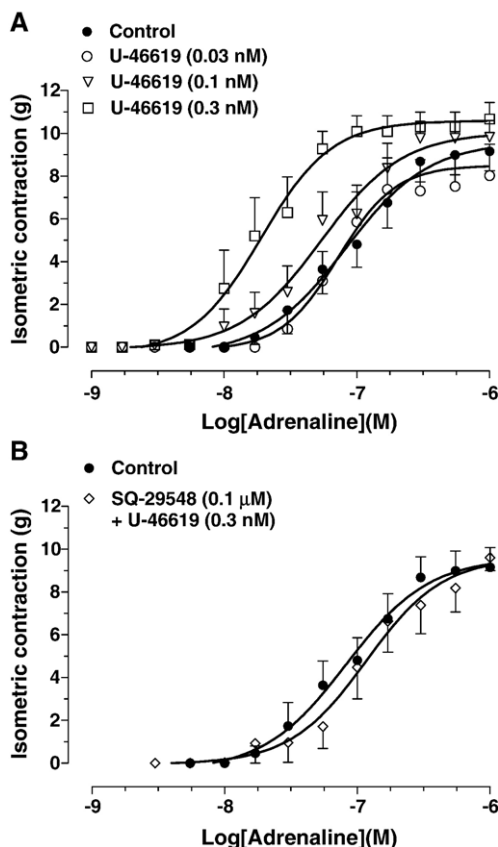 A
Control
U-46619 (0.03 nM)
U-46619 (0.1 nM)
U-46619 (0.3 nM)
Isometric contraction (g)
12
10
8
6
4
2
0
-9 -8 -7 -6
Log[Adrenaline](M)
B
Control
SQ-29548 (0.1 μM)
+ U-46619 (0.3 nM)
Isometric contraction (g)
12
10
8
6
4
2
0
-9 -8 -7 -6
Log[Adrenaline](M)